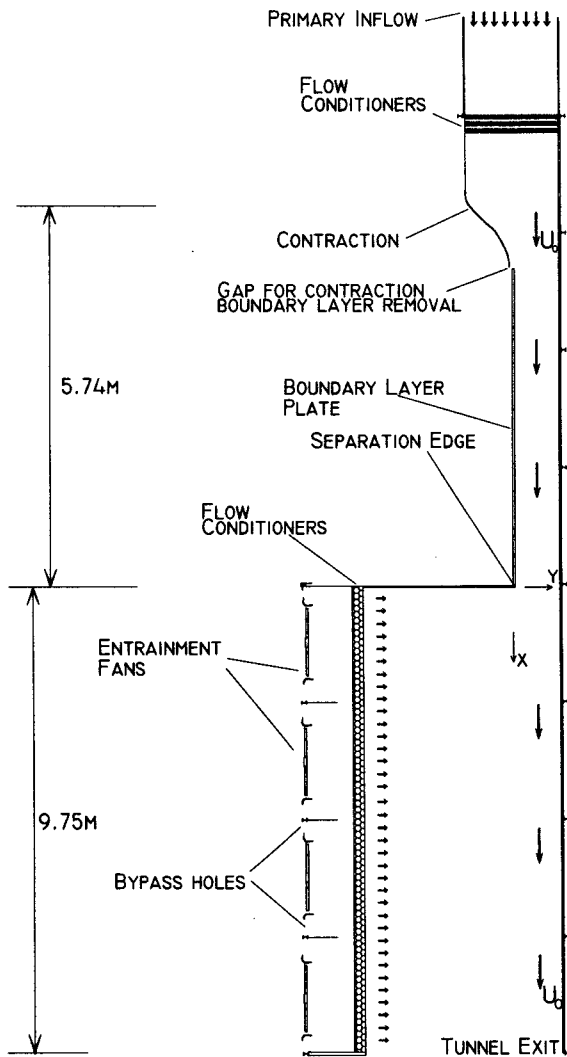 PRIMARY INFLOW
FLOW
CONDITIONERS
U₀
CONTRACTION
GAP FOR CONTRACTION
BOUNDARY LAYER REMOVAL
5.74M
BOUNDARY LAYER
PLATE
SEPARATION EDGE
FLOW
CONDITIONERS
Y
X
ENTRAINMENT
FANS
9.75M
BYPASS HOLES
U₀
TUNNEL EXIT